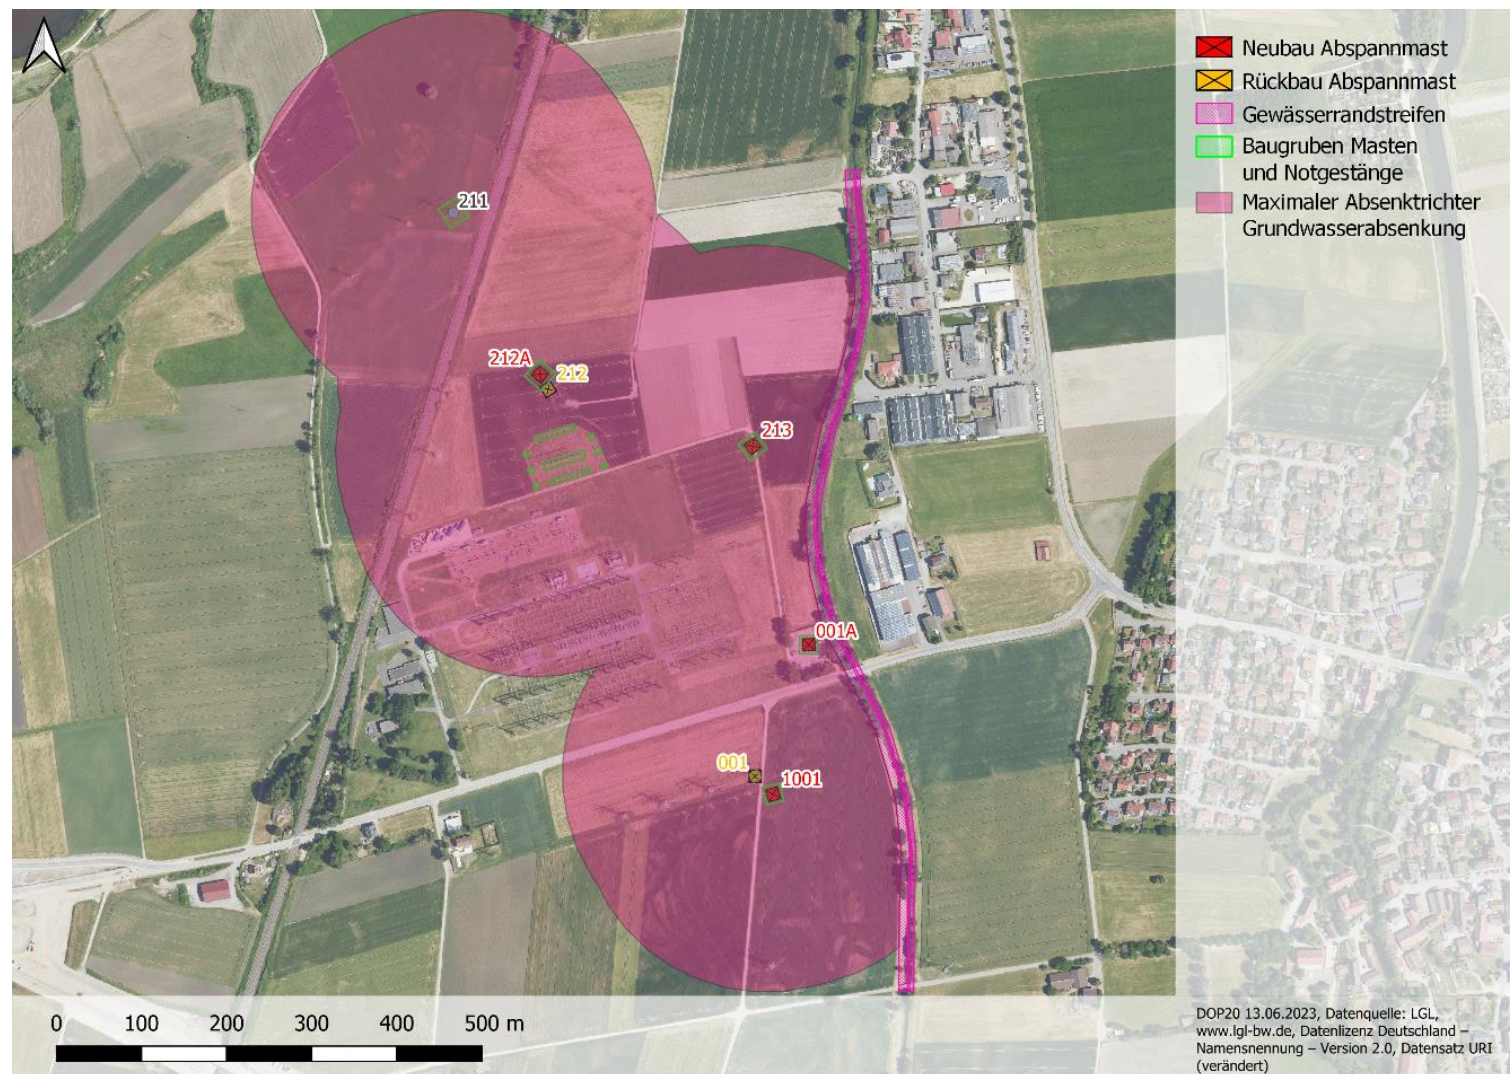 Neubau Abspannmast
Rückbau Abspannmast
Gewässerrandstreifen
Baugruben Masten
und Notgestänge
Maximaler Absenktrichter
Grundwasserabsenkung
211
212A
212
213
001A
001
1001
0 100 200 300 400 500 m
DOP20 13.06.2023, Datenquelle: LGL,
www.lgl-bw.de, Datenlizenz Deutschland –
Namensnennung – Version 2.0, Datensatz URI
(verändert)